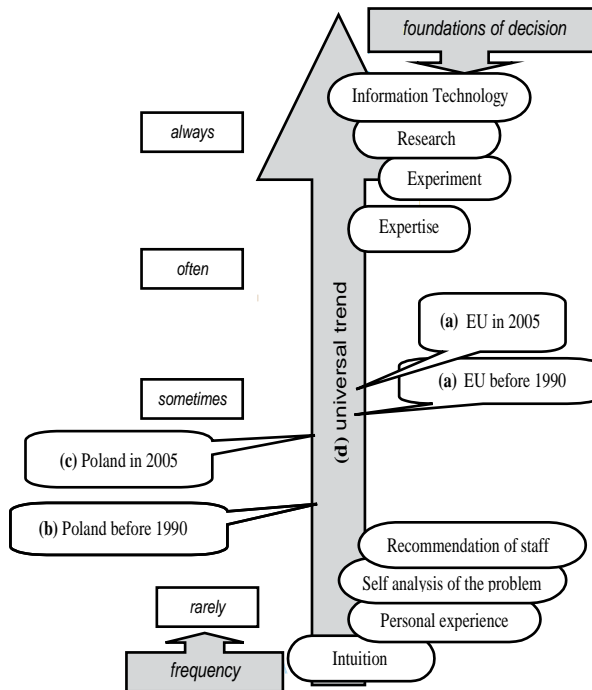 foundations of decision
Information Technology
always
Research
Experiment
Expertise
often
(a) EU in 2005
(d) universal trend
(a) EU before 1990
sometimes
(c) Poland in 2005
(b) Poland before 1990
Recommendation of staff
Self analysis of the problem
rarely
Personal experience
Intuition
frequency